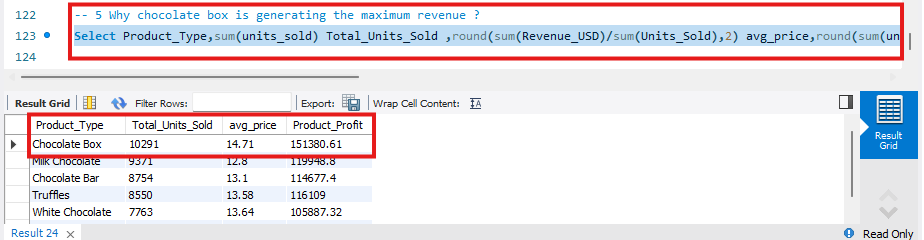 122 -- 5 Why chocolate box is generating the maximum revenue ?
123 Select Product_Type,sum(units_sold) Total_Units_Sold ,round(sum(Revenue_USD)/sum(Units_Sold),2) avg_price,round(sum(un
124
Result Grid Filter Rows: Export: Wrap Cell Content:
Product_Type Total_Units_Sold avg_price Product_Profit
Chocolate Box 10291 14.71 151380.61
Milk Chocolate 9371 12.8 119948.8
Chocolate Bar 8754 13.1 114677.4
Truffles 8550 13.58 116109
White Chocolate 7763 13.64 105887.32
Result
Grid
Result 24 Read Only